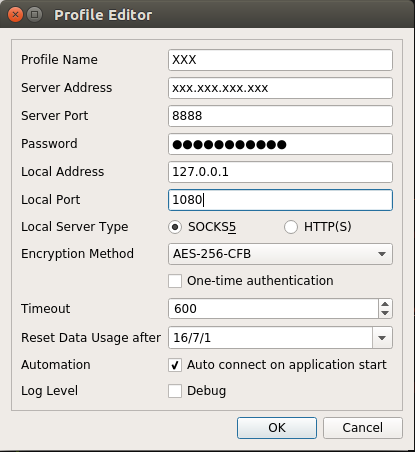 Profile Editor
Profile Name XXX
Server Address xxx.xxx.xxx.xxx
Server Port 8888
Password ●●●●●●●●●●●
Local Address 127.0.0.1
Local Port 1080
Local Server Type SOCKS5 HTTP(S)
Encryption Method AES-256-CFB
One-time authentication
Timeout 600
Reset Data Usage after 16/7/1
Automation Auto connect on application start
Log Level Debug
OK Cancel